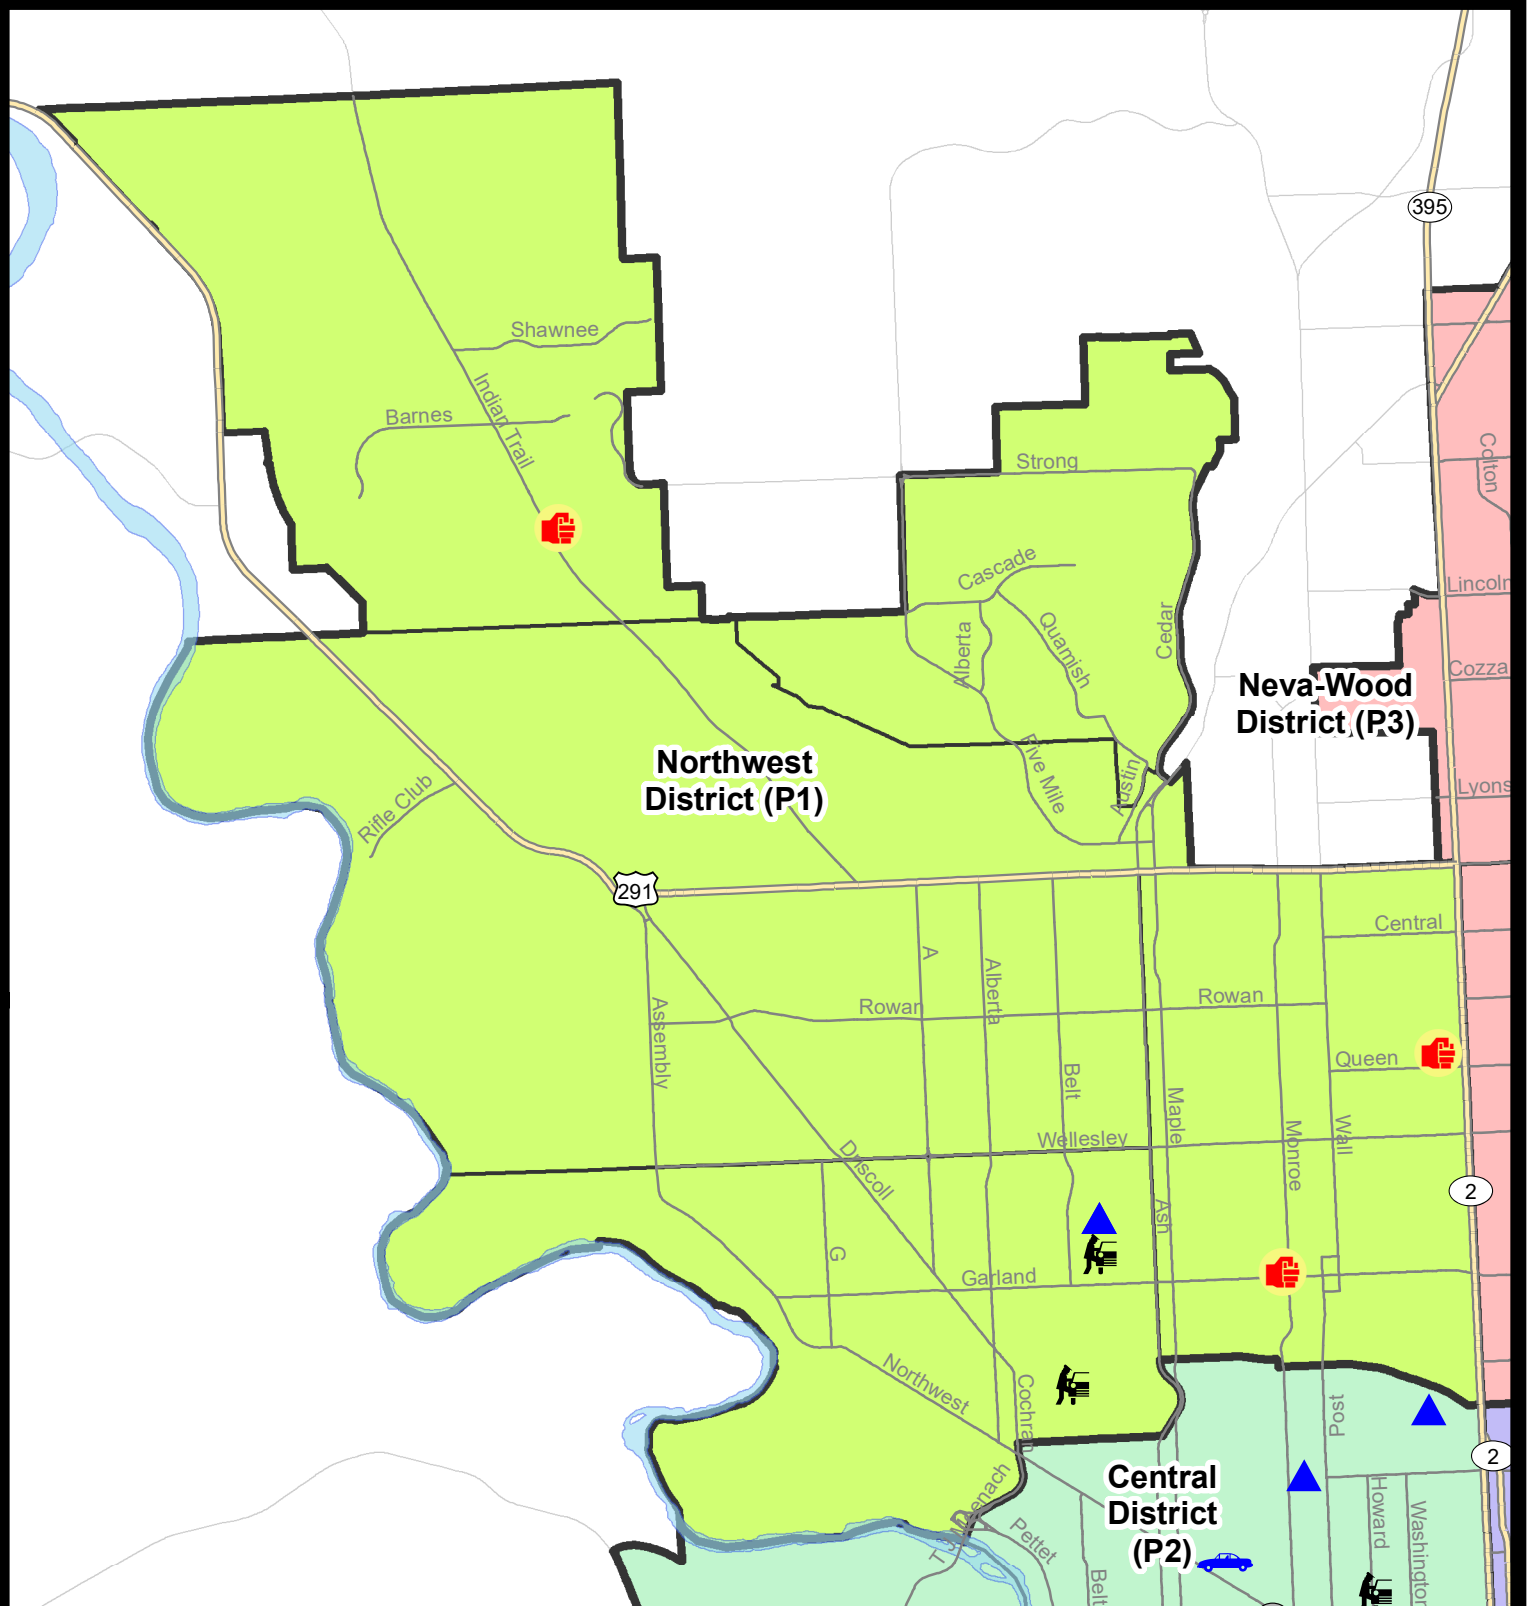 395
Shawnee
Indian Trail
Barnes
Colton
Strong
Cascade
Lincoln
Alberta
Quamish
Cedar
Cozza
Neva-Wood
District (P3)
Northwest
District (P1)
Five Mile
Austin
Lyons
Rifle Club
291
Central
A
Alberta
Rowan
Rowan
Assembly
Queen
Belt
Maple
Monroe
Wall
Wellesley
Driscoll
2
Ash
G
Garland
Northwest
Cochran
Post
2
Central
District
(P2)
Howard
Washington
Pettet
Belt